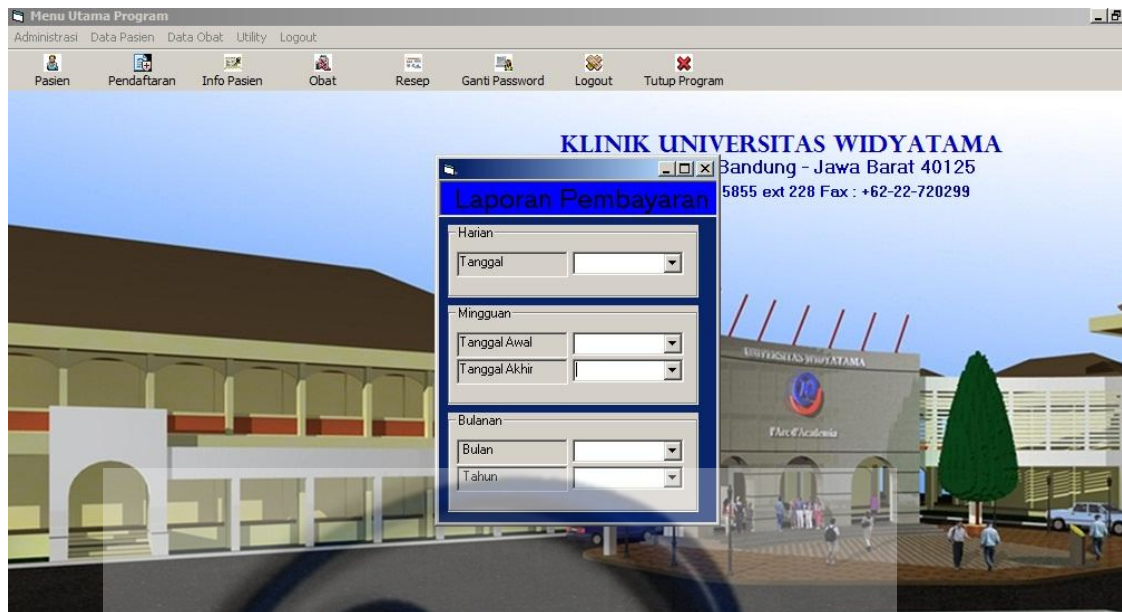 Menu Utama Program
Administrasi Data Pasien Data Obat Utility Logout
Pasien Pendaftaran Info Pasien Obat Resep Ganti Password Logout Tutup Program
KLINIK UNIVERSITAS WIDYATAMA
Bandung - Jawa Barat 40125
5855 ext 228 Fax : +62-22-720299
Laporan Pembayaran
Harian
Tanggal
Mingguan
Tanggal Awal
Tanggal Akhir
Bulanan
Bulan
Tahun
UNIVERSITAS WIDYATAMA